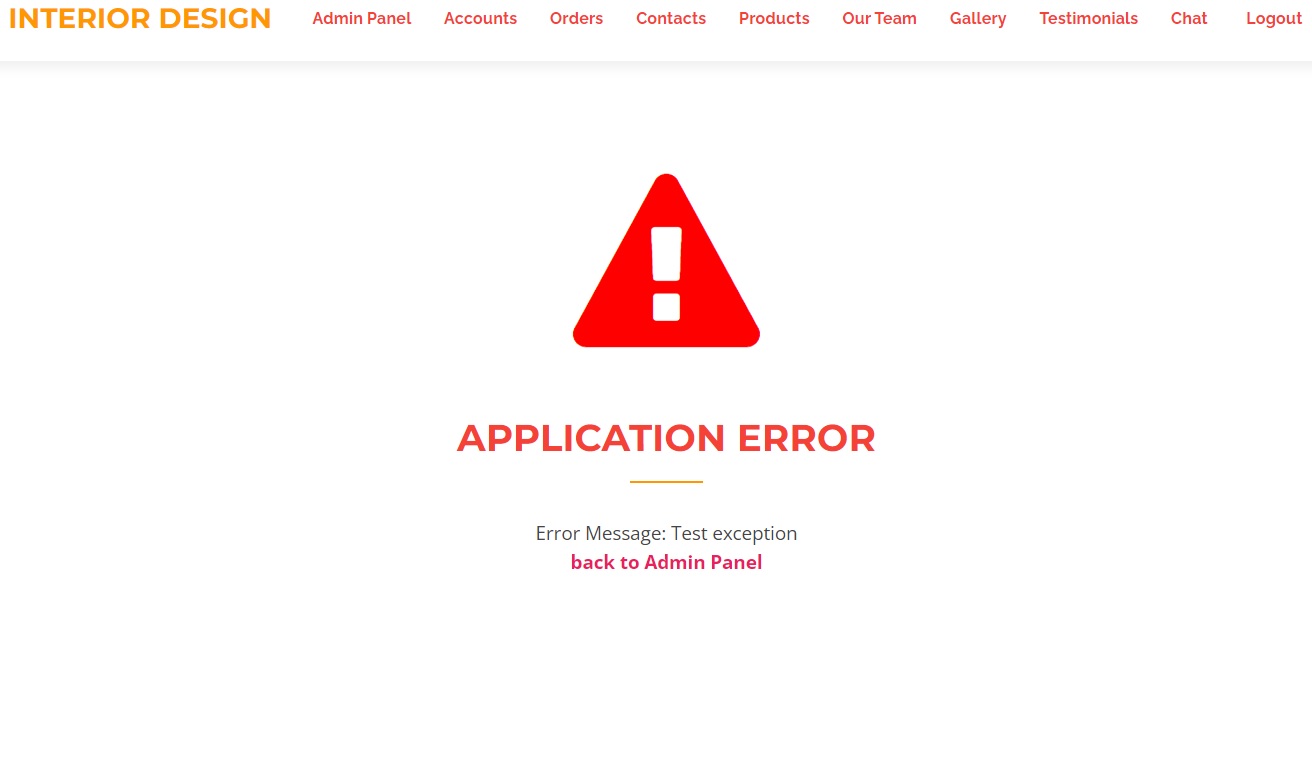 INTERIOR DESIGN Admin Panel Accounts Orders Contacts Products Our Team Gallery Testimonials Chat Logout
APPLICATION ERROR
Error Message: Test exception
back to Admin Panel